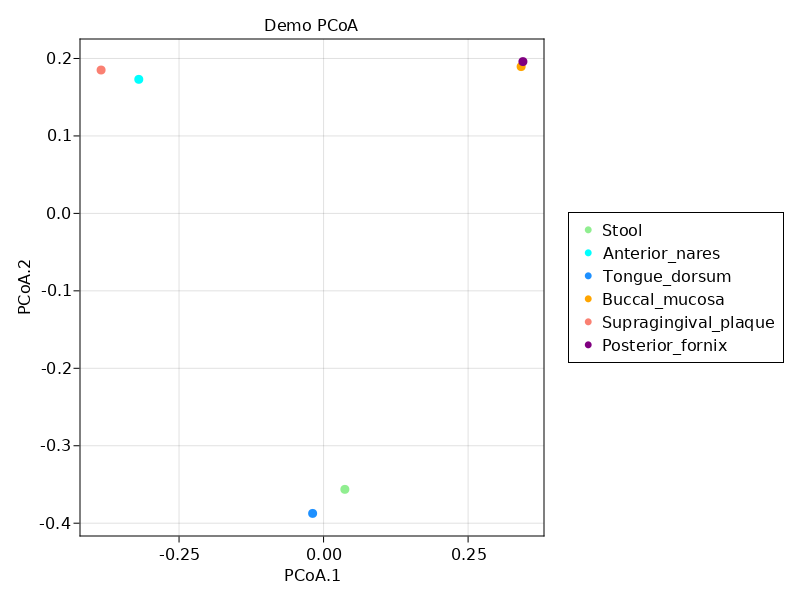 Demo PCoA
0.2
0.1
0.0
-0.1
-0.2
-0.3
-0.4
PCoA.2
-0.25 0.00 0.25
PCoA.1
Stool
Anterior_nares
Tongue_dorsum
Buccal_mucosa
Supragingival_plaque
Posterior_fornix